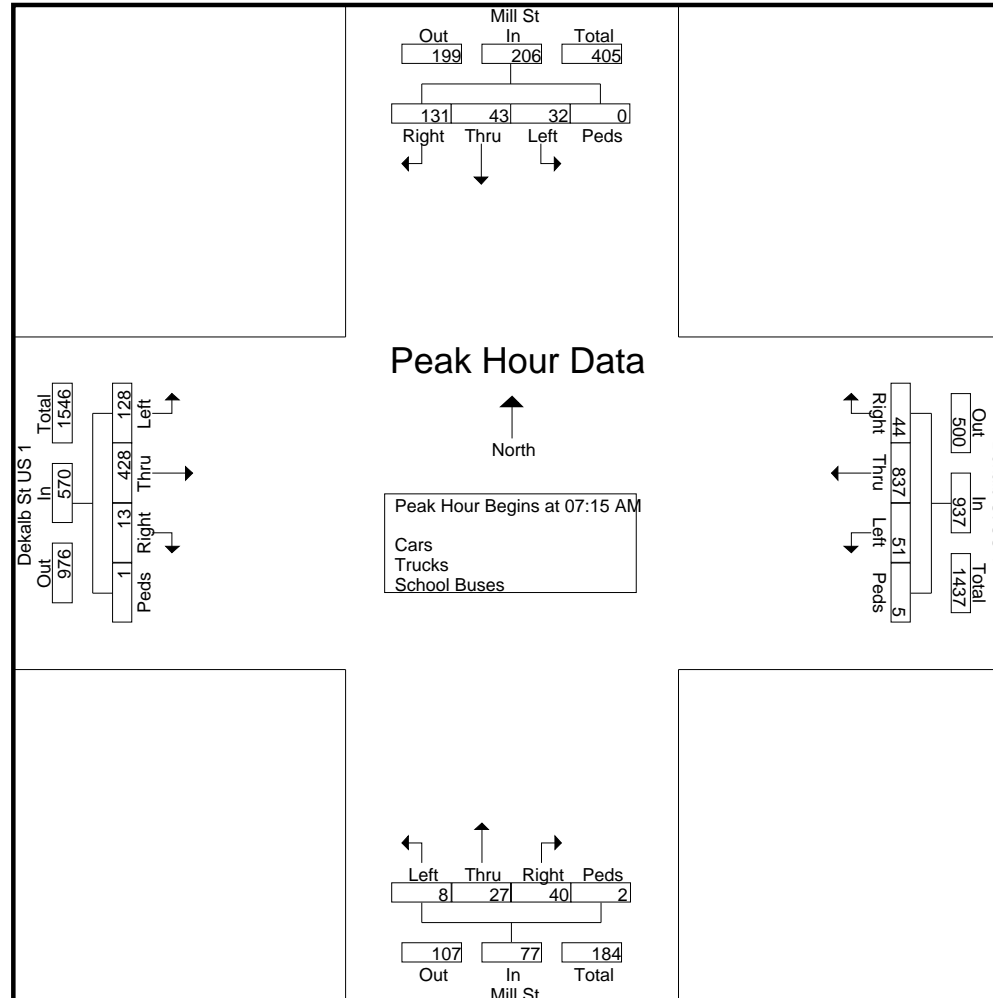 Mill St
Out In Total
199 206 405
131 43 32 0
Right Thru Left Peds
Peak Hour Data
North
Peak Hour Begins at 07:15 AM
Cars
Trucks
School Buses
Dekalb St US 1
Out In Total
976 570 1546
1 13 428 128
Peds Right Thru Left
Out In Total
500 937 1437
44 837 51 5
Right Thru Left Peds
Left Thru Right Peds
8 27 40 2
107 77 184
Out In Total
Mill St